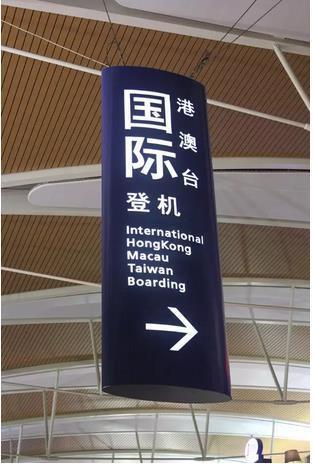 国际
港澳台
登机
International
HongKong
Macau
Taiwan
Boarding